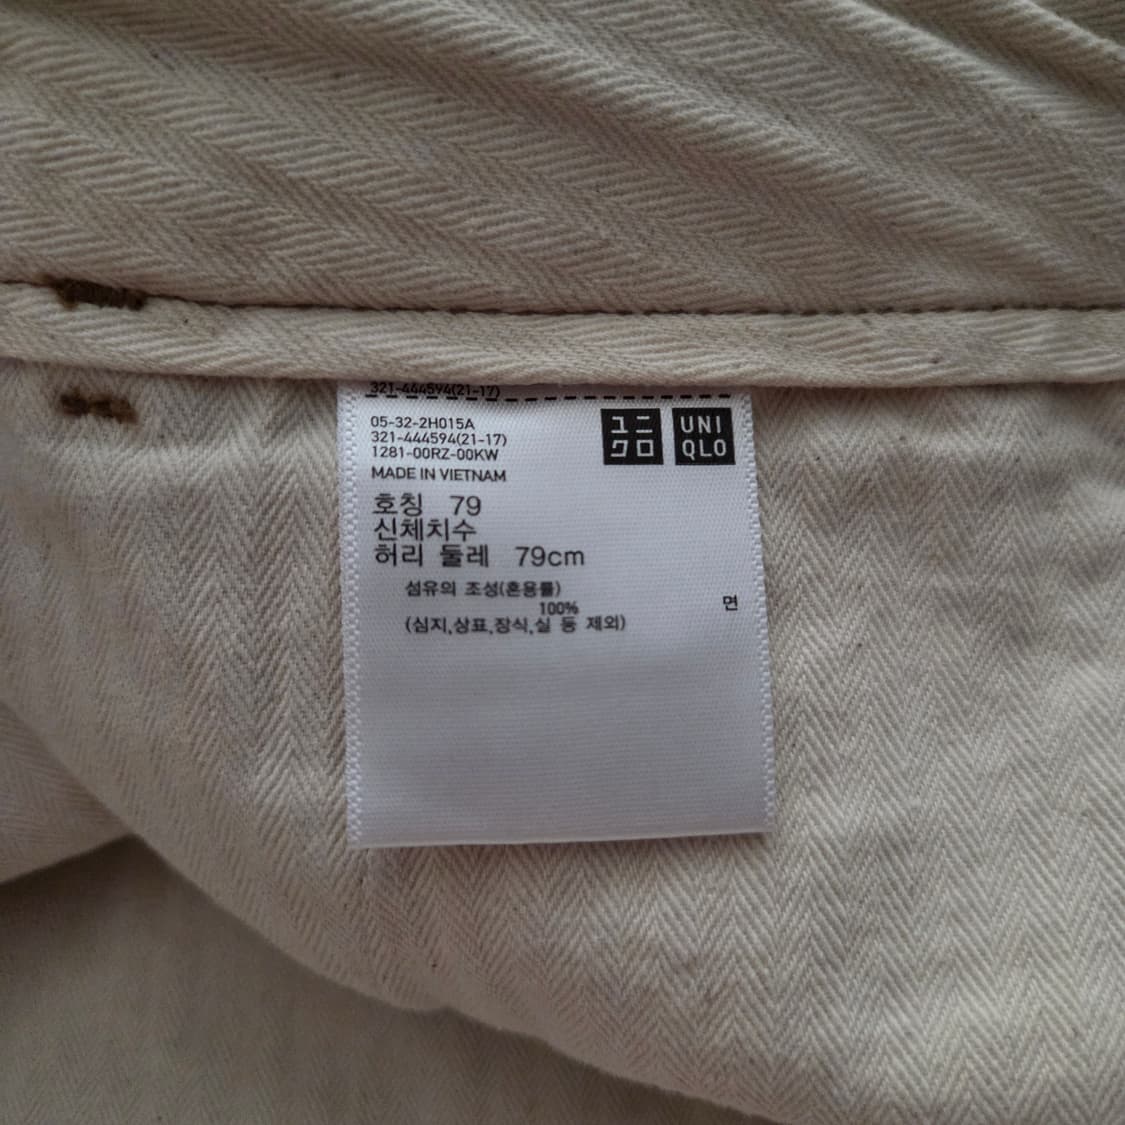 321-444594(21-17)
05-32-2H015A
321-444594(21-17)
1281-00RZ-00KW
MADE IN VIETNAM
ユニ
クロ
UNI
QLO
호칭 79
신체치수
허리 둘레 79cm
섬유의 조성(혼용률)
100% 면
(심지,상표,장식,실 등 제외)